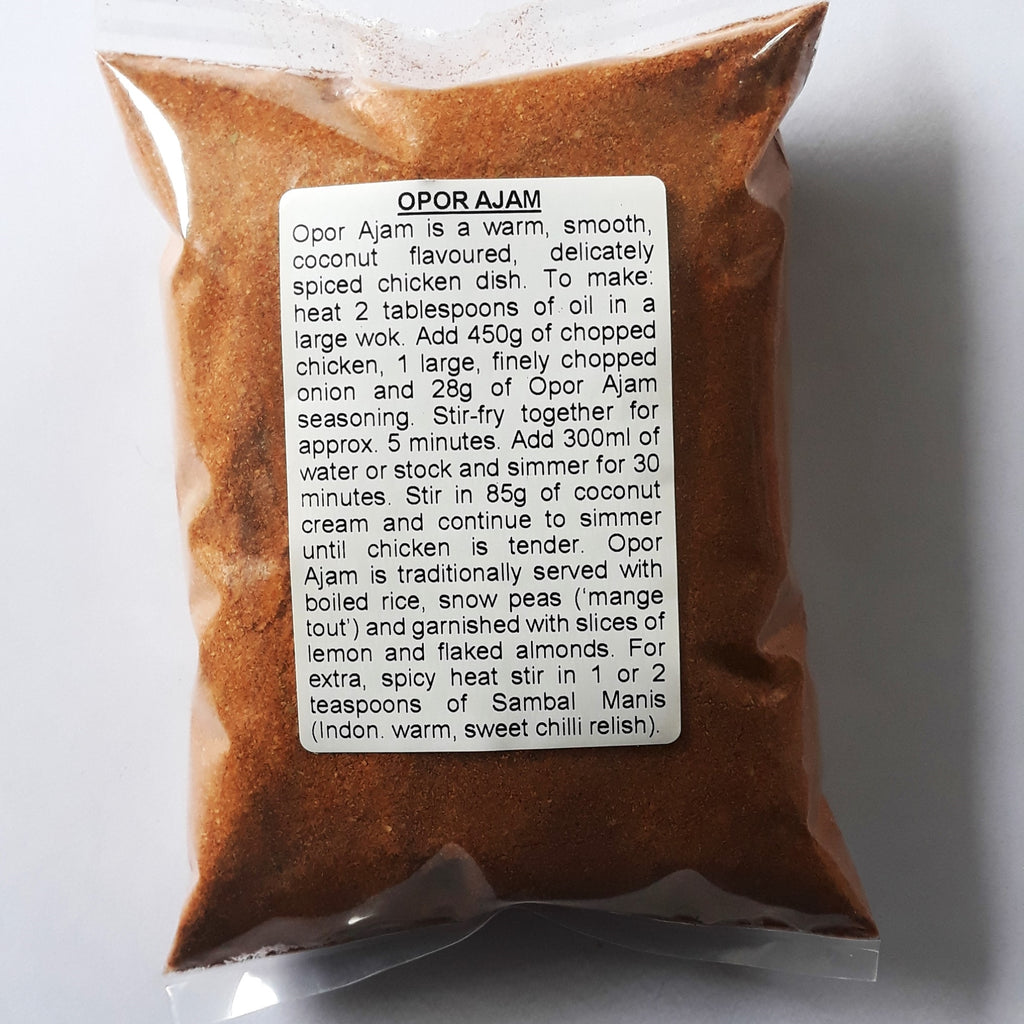 OPOR AJAM
Opor Ajam is a warm, smooth,
coconut flavoured, delicately
spiced chicken dish. To make:
heat 2 tablespoons of oil in a
large wok. Add 450g of chopped
chicken, 1 large, finely chopped
onion and 28g of Opor Ajam
seasoning. Stir-fry together for
approx. 5 minutes. Add 300ml of
water or stock and simmer for 30
minutes. Stir in 85g of coconut
cream and continue to simmer
until chicken is tender. Opor
Ajam is traditionally served with
boiled rice, snow peas (‘mange
tout’) and garnished with slices of
lemon and flaked almonds. For
extra, spicy heat stir in 1 or 2
teaspoons of Sambal Manis
(Indon. warm, sweet chilli relish).